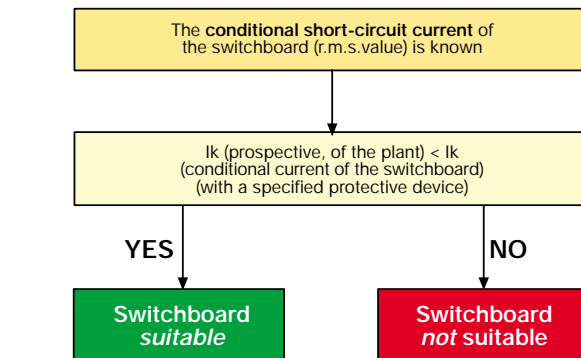 The conditional short-circuit current of
the switchboard (r.m.s.value) is known
Ik (prospective, of the plant) < Ik
(conditional current of the switchboard)
(with a specified protective device)
YES
NO
Switchboard
suitable
Switchboard
not suitable